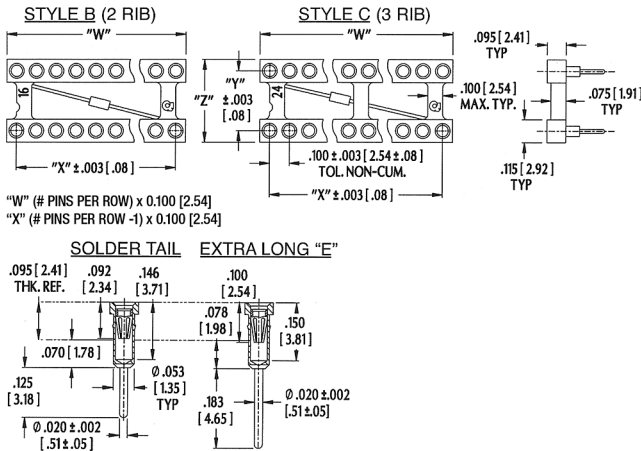 STYLE B (2 RIB)
"W"
16
"X" ±.003 [.08]
STYLE C (3 RIB)
"W"
"Z"
"Y"
±.003
[.08]
24
.100 ±.003 [2.54 ±.08]
TOL. NON-CUM.
"X" ±.003 [.08]
.095 [2.41]
TYP
.100 [2.54]
MAX. TYP.
.075 [1.91]
TYP
.115 [2.92]
TYP
"W" (# PINS PER ROW) x 0.100 [2.54]
"X" (# PINS PER ROW -1) x 0.100 [2.54]
SOLDER TAIL
.095 [2.41]
THK. REF.
.092
[2.34]
.146
[3.71]
.070 [1.78]
.125
[3.18]
Ø .053
[1.35]
TYP
Ø .020 ±.002
[.51±.05]
EXTRA LONG "E"
.100
[2.54]
.078
[1.98]
.150
[3.81]
.183
[4.65]
Ø .020 ±.002
[.51±.05]